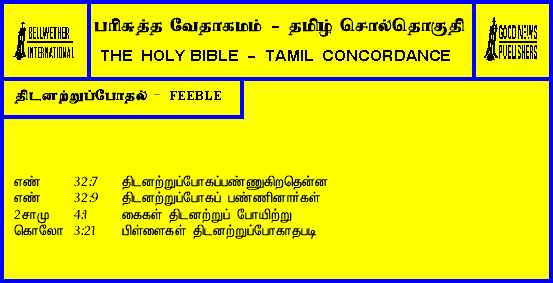 BELLWETHER
INTERNATIONAL
பரிசுத்த வேதாகமம் - தமிழ் சொல்தொகுதி
THE HOLY BIBLE - TAMIL CONCORDANCE
GOOD NEWS
PUBLISHERS
திடனற்றுப்போதல் - FEEBLE
எண் 32:7 திடனற்றுப்போகப்பண்ணுகிறதென்ன
எண் 32:9 திடனற்றுப்போகப் பண்ணினார்கள்
2சாமு 4:1 கைகள் திடனற்றுப் போயிற்று
கொலோ 3:21 பிள்ளைகள் திடனற்றுப்போகாதபடி